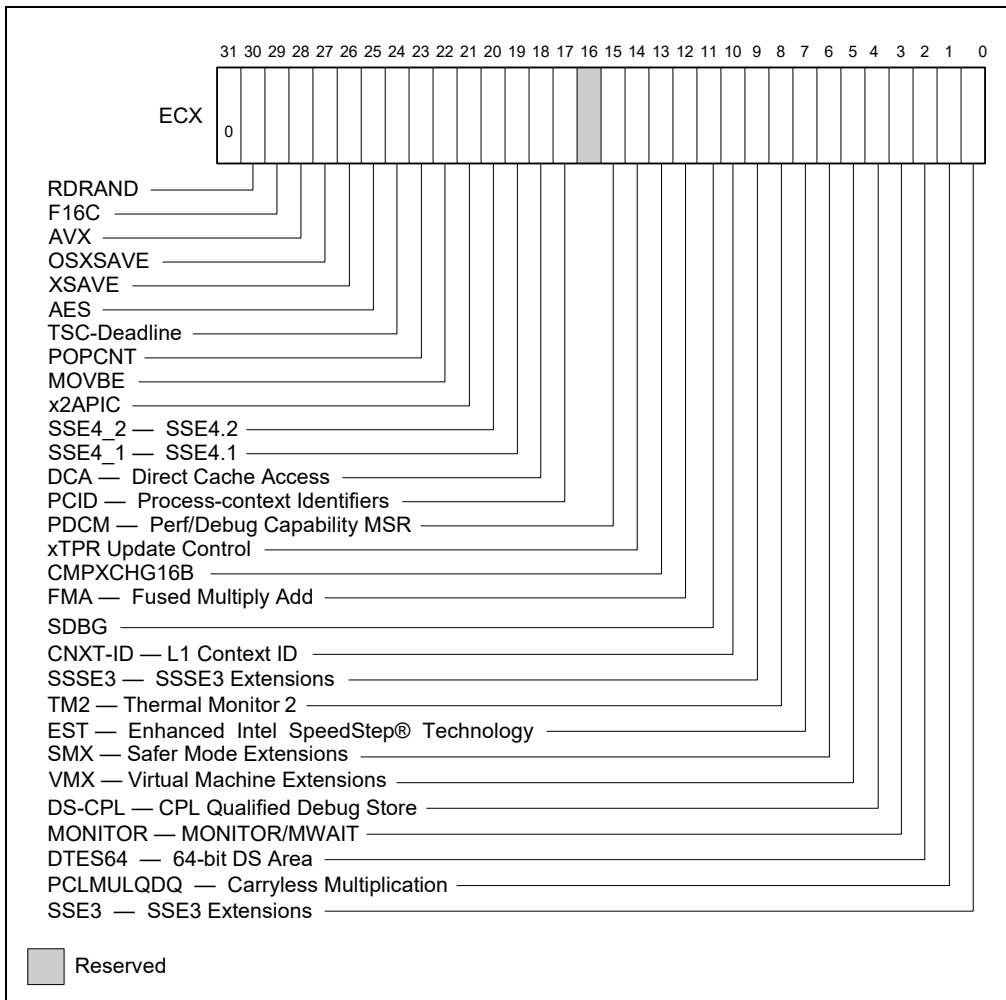 31 30 29 28 27 26 25 24 23 22 21 20 19 18 17 16 15 14 13 12 11 10 9 8 7 6 5 4 3 2 1 0
ECX
0
RDRAND
F16C
AVX
OSXSAVE
XSAVE
AES
TSC-Deadline
POPCNT
MOVBE
x2APIC
SSE4_2 — SSE4.2
SSE4_1 — SSE4.1
DCA — Direct Cache Access
PCID — Process-context Identifiers
PDCM — Perf/Debug Capability MSR
xTPR Update Control
CMPXCHG16B
FMA — Fused Multiply Add
SDBG
CNXT-ID — L1 Context ID
SSSE3 — SSSE3 Extensions
TM2 — Thermal Monitor 2
EST — Enhanced Intel SpeedStep® Technology
SMX — Safer Mode Extensions
VMX — Virtual Machine Extensions
DS-CPL — CPL Qualified Debug Store
MONITOR — MONITOR/MWAIT
DTES64 — 64-bit DS Area
PCLMULQDQ — Carryless Multiplication
SSE3 — SSE3 Extensions
Reserved